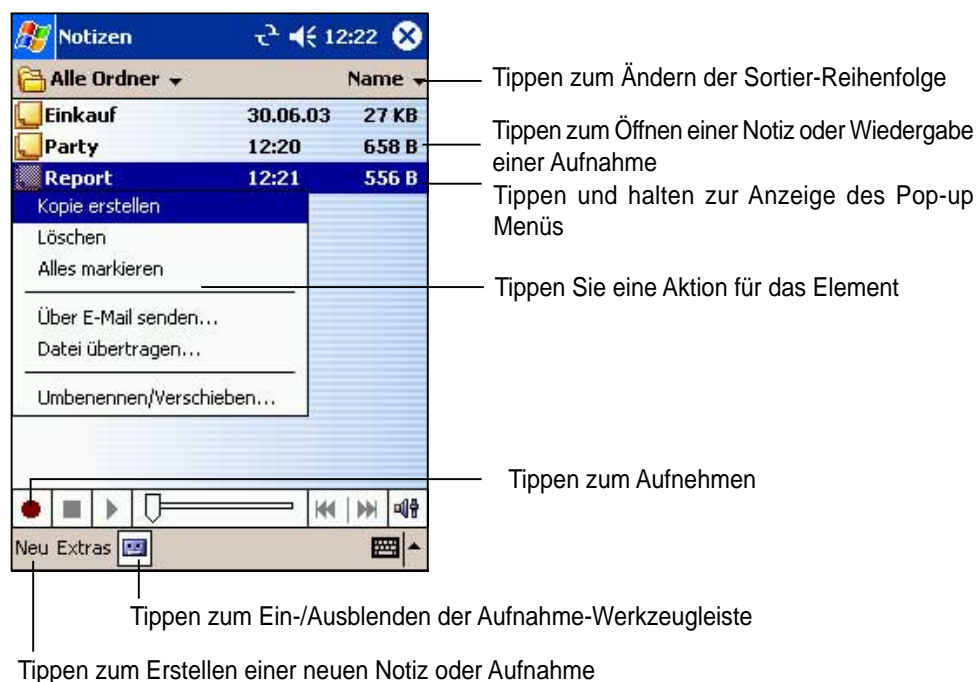 Notizen 12:22
Alle Ordner Name
Tippen zum Ändern der Sortier-Reihenfolge
Einkauf 30.06.03 27 KB
Party 12:20 658 B
Tippen zum Öffnen einer Notiz oder Wiedergabe
einer Aufnahme
Report 12:21 556 B
Tippen und halten zur Anzeige des Pop-up
Menüs
Kopie erstellen
Löschen
Alles markieren
Tippen Sie eine Aktion für das Element
Über E-Mail senden...
Datei übertragen...
Umbenennen/Verschieben...
Tippen zum Aufnehmen
Neu Extras
Tippen zum Ein-/Ausblenden der Aufnahme-Werkzeugleiste
Tippen zum Erstellen einer neuen Notiz oder Aufnahme